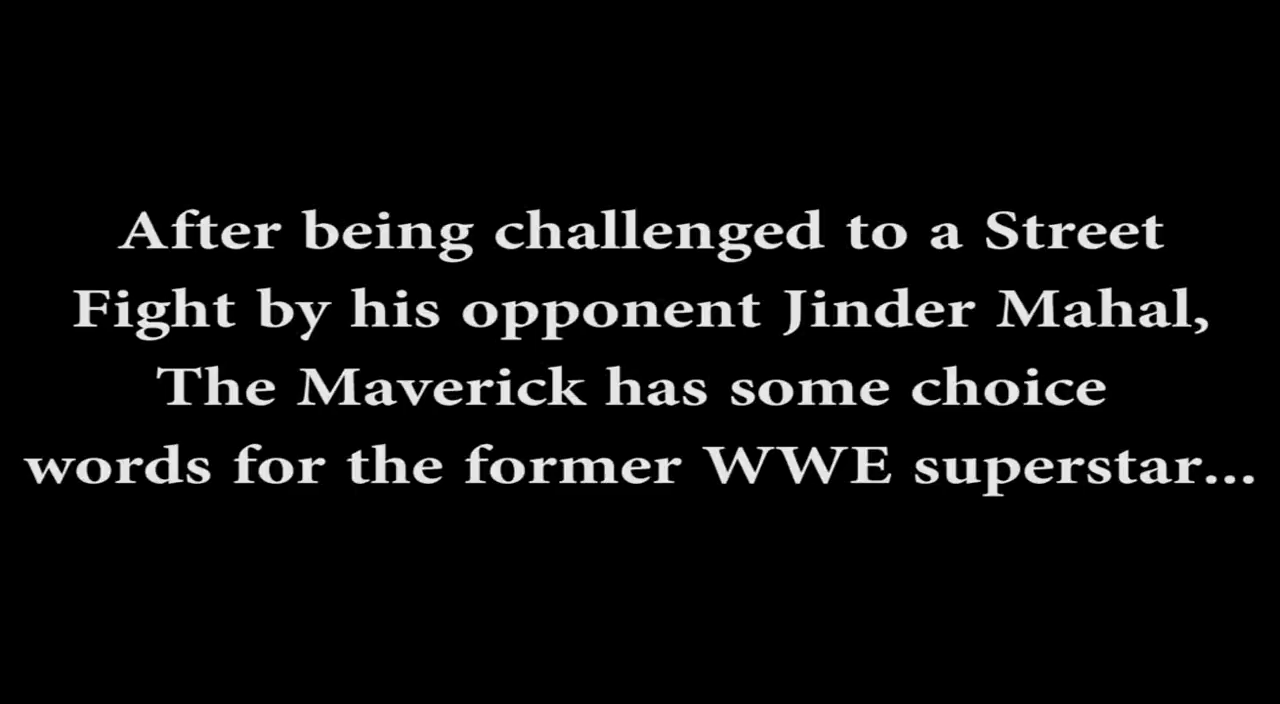 After being challenged to a Street
Fight by his opponent Jinder Mahal,
The Maverick has some choice
words for the former WWE superstar...